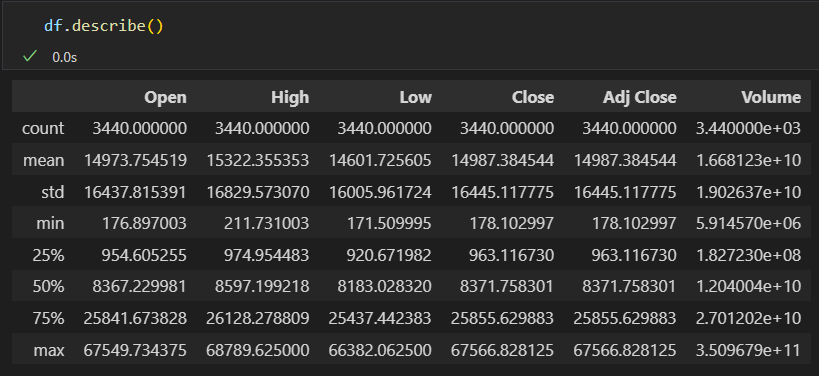 df.describe()
0.0s
Open High Low Close Adj Close Volume
count 3440.000000 3440.000000 3440.000000 3440.000000 3440.000000 3.440000e+03
mean 14973.754519 15322.355353 14601.725605 14987.384544 14987.384544 1.668123e+10
std 16437.815391 16829.573070 16005.961724 16445.117775 16445.117775 1.902637e+10
min 176.897003 211.731003 171.509995 178.102997 178.102997 5.914570e+06
25% 954.605255 974.954483 920.671982 963.116730 963.116730 1.827230e+08
50% 8367.229981 8597.199218 8183.028320 8371.758301 8371.758301 1.204004e+10
75% 25841.673828 26128.278809 25437.442383 25855.629883 25855.629883 2.701202e+10
max 67549.734375 68789.625000 66382.062500 67566.828125 67566.828125 3.509679e+11